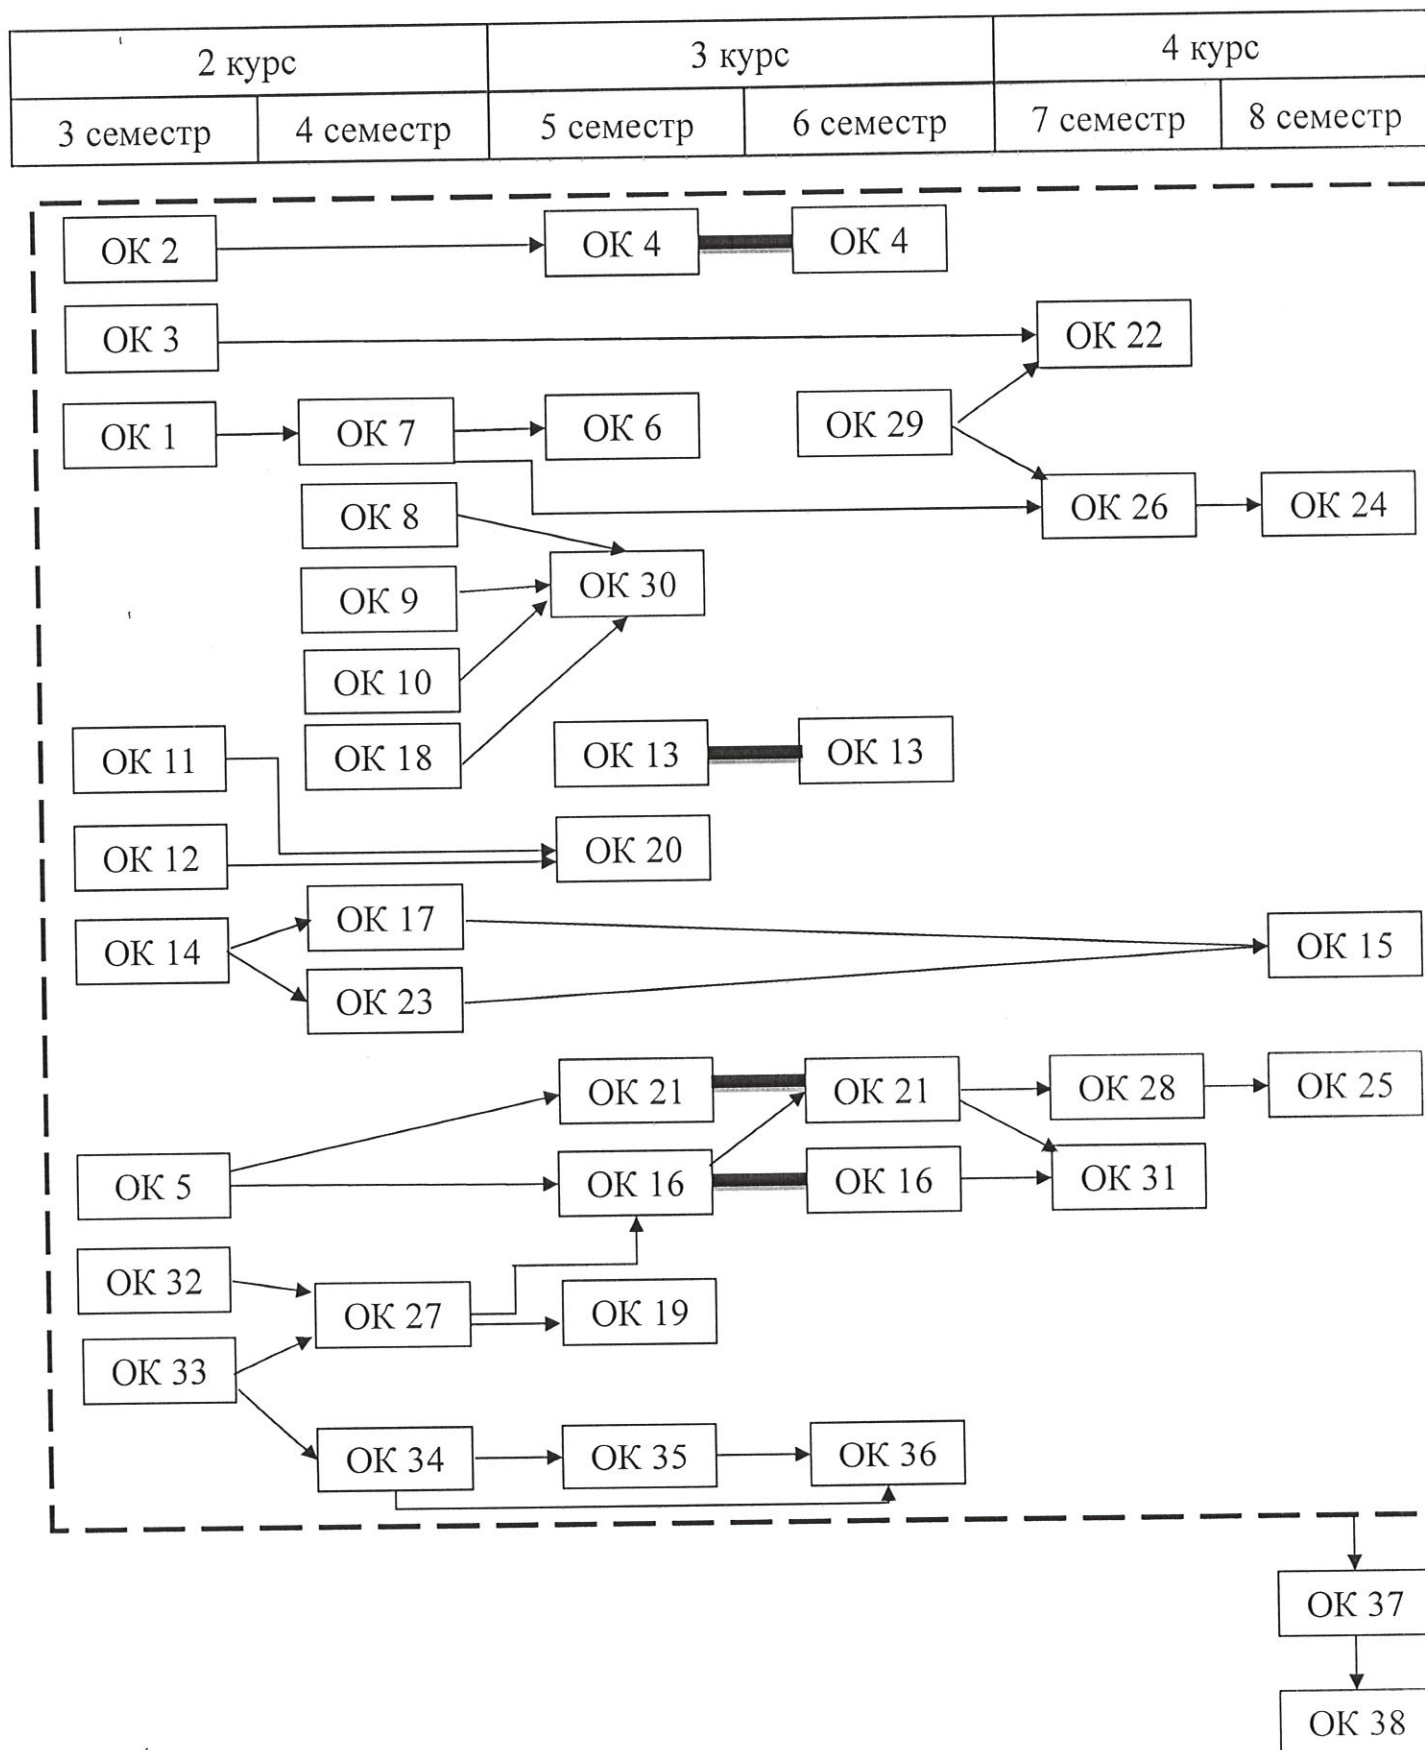 2 курс 3 курс 4 курс
3 семестр 4 семестр 5 семестр 6 семестр 7 семестр 8 семестр
ОК 2 ОК 4 ОК 4
ОК 3 ОК 22
ОК 1 ОК 7 ОК 6 ОК 29
ОК 8 ОК 26 ОК 24
ОК 9 ОК 30
ОК 10
ОК 11 ОК 18 ОК 13 ОК 13
ОК 12 ОК 20
ОК 14 ОК 17 ОК 15
ОК 23
ОК 21 ОК 21 ОК 28 ОК 25
ОК 5 ОК 16 ОК 16 ОК 31
ОК 32 ОК 27 ОК 19
ОК 33
ОК 34 ОК 35 ОК 36
ОК 37
ОК 38